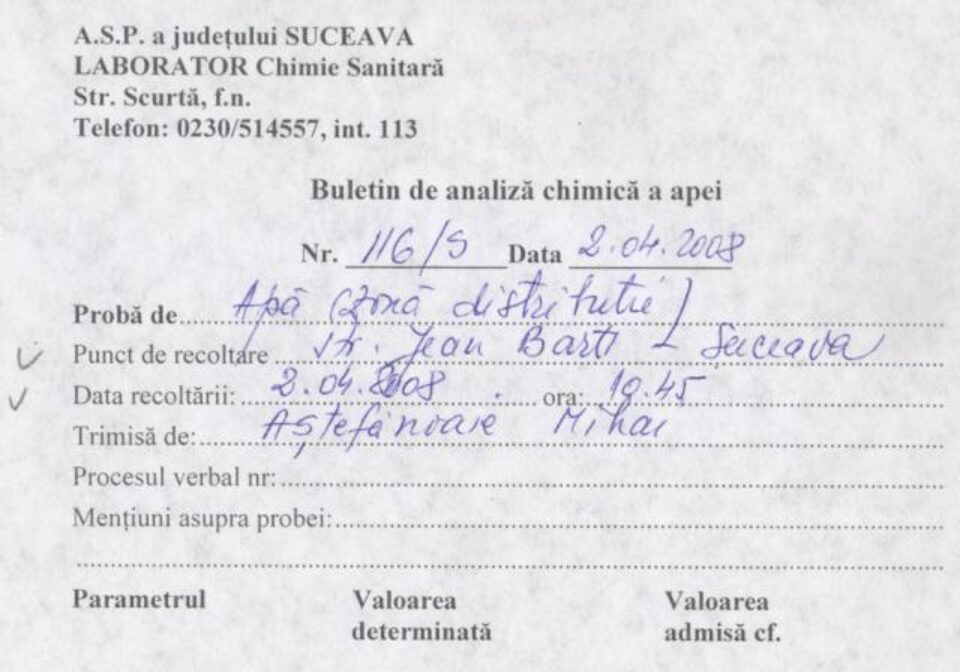 A.S.P. a județului SUCEAVA
LABORATOR Chimie Sanitară
Str. Scurtă, f.n.
Telefon: 0230/514557, int. 113
Buletin de analiză chimică a apei
Nr. 116/S Data 2.04.2008
Probă de Apă (zonă distributie)
Punct de recoltare str. Jean Bart - Suceava
Data recoltării: 2.04.2008 ora: 10.45
Trimisă de: Aștefănoaie Mihai
Procesul verbal nr:
Mențiuni asupra probei:
Parametrul Valoarea determinată Valoarea admisă cf.